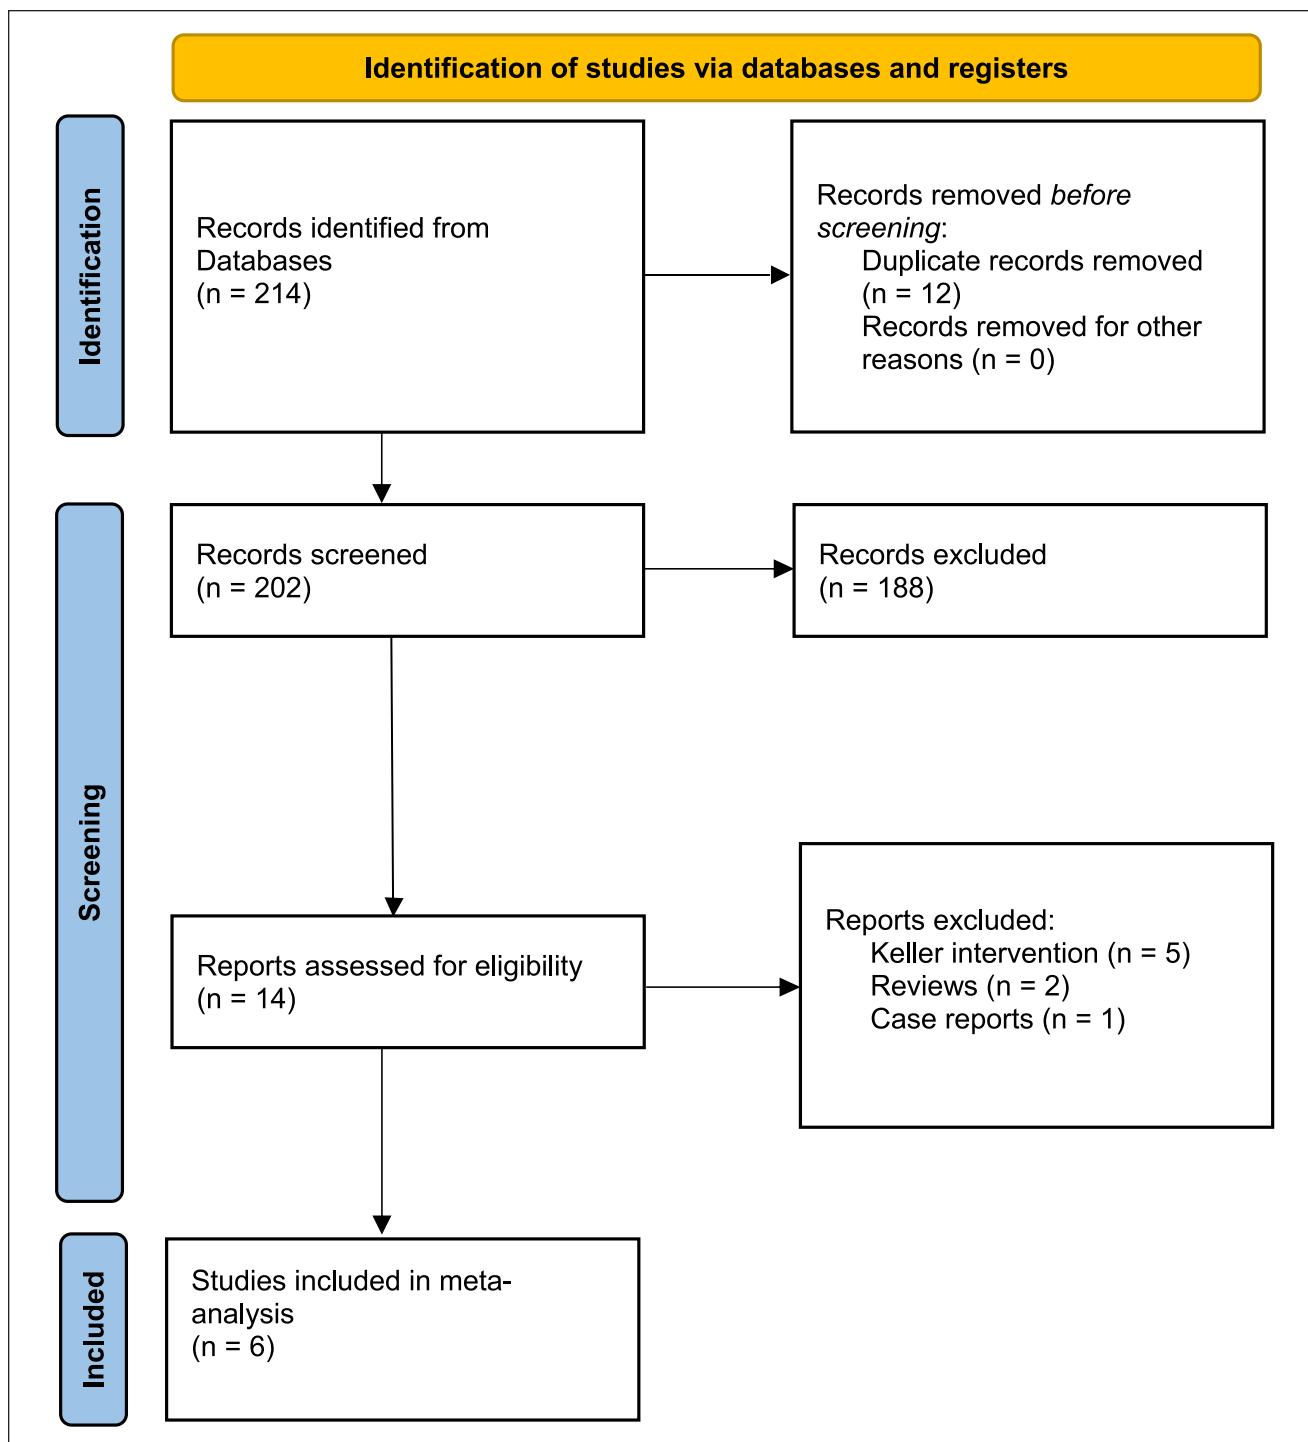 Identification of studies via databases and registers
Identification
Records identified from
Databases
(n = 214)
Records removed before
screening:
Duplicate records removed
(n = 12)
Records removed for other
reasons (n = 0)
Screening
Records screened
(n = 202)
Records excluded
(n = 188)
Reports assessed for eligibility
(n = 14)
Reports excluded:
Keller intervention (n = 5)
Reviews (n = 2)
Case reports (n = 1)
Included
Studies included in meta-
analysis
(n = 6)